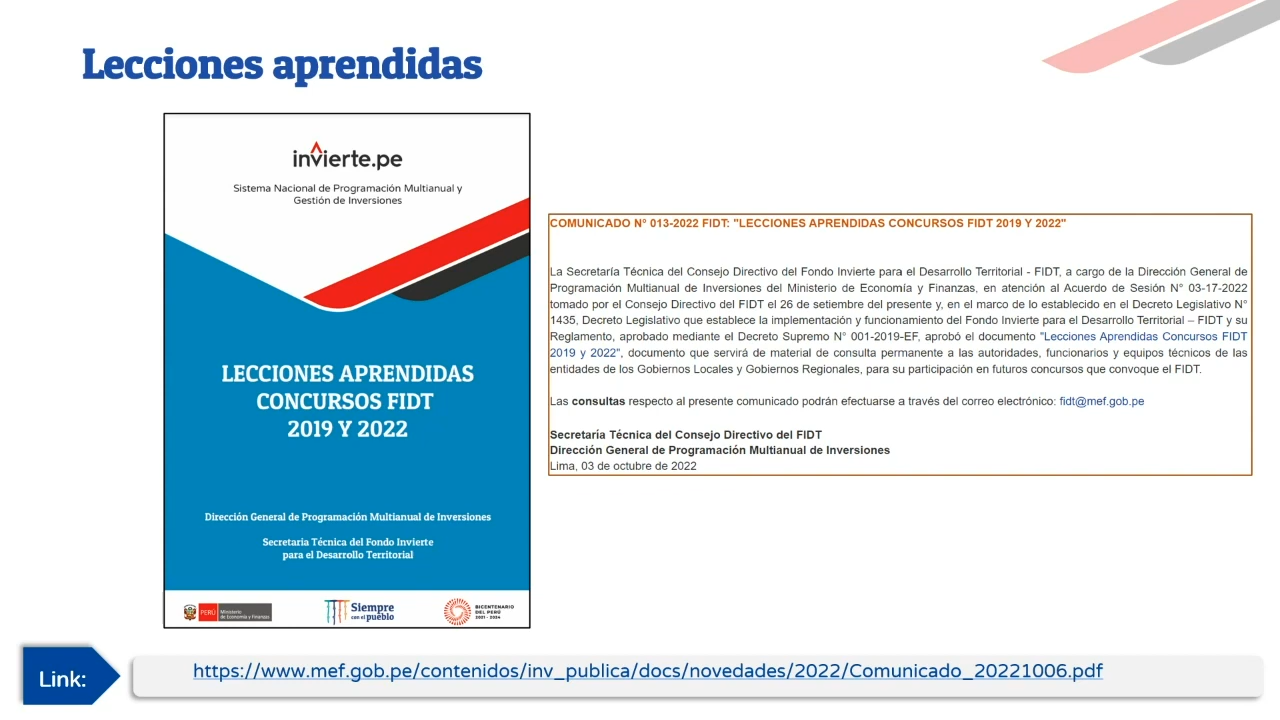 Lecciones aprendidas
invierte.pe
Sistema Nacional de Programación Multianual y
Gestión de Inversiones
LECCIONES APRENDIDAS
CONCURSOS FIDT
2019 Y 2022
Dirección General de Programación Multianual de Inversiones
Secretaria Técnica del Fondo Invierte
para el Desarrollo Territorial
PERÚ
Ministerio
de Economía y Finanzas
Siempre
con el pueblo
BICENTENARIO
DEL PERÚ
2021 - 2024
COMUNICADO N° 013-2022 FIDT: "LECCIONES APRENDIDAS CONCURSOS FIDT 2019 Y 2022"
La Secretaría Técnica del Consejo Directivo del Fondo Invierte para el Desarrollo Territorial - FIDT, a cargo de la Dirección General de
Programación Multianual de Inversiones del Ministerio de Economía y Finanzas, en atención al Acuerdo de Sesión N° 03-17-2022
tomado por el Consejo Directivo del FIDT el 26 de setiembre del presente y, en el marco de lo establecido en el Decreto Legislativo N°
1435, Decreto Legislativo que establece la implementación y funcionamiento del Fondo Invierte para el Desarrollo Territorial – FIDT y su
Reglamento, aprobado mediante el Decreto Supremo N° 001-2019-EF, aprobó el documento "Lecciones Aprendidas Concursos FIDT
2019 y 2022", documento que servirá de material de consulta permanente a las autoridades, funcionarios y equipos técnicos de las
entidades de los Gobiernos Locales y Gobiernos Regionales, para su participación en futuros concursos que convoque el FIDT.
Las consultas respecto al presente comunicado podrán efectuarse a través del correo electrónico: fidt@mef.gob.pe
Secretaría Técnica del Consejo Directivo del FIDT
Dirección General de Programación Multianual de Inversiones
Lima, 03 de octubre de 2022
Link:
https://www.mef.gob.pe/contenidos/inv_publica/docs/novedades/2022/Comunicado_20221006.pdf